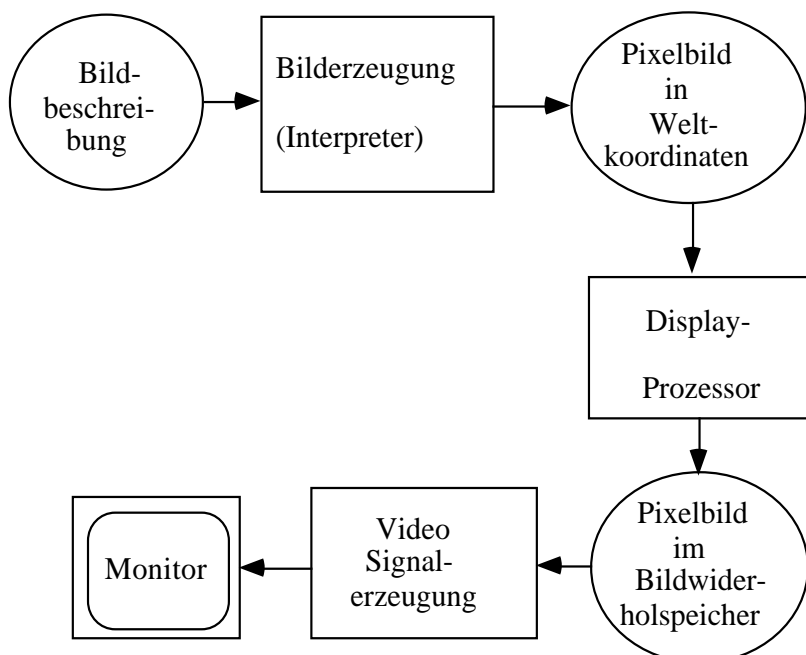 Bild-
beschrei-
bung
Bilderzeugung
(Interpreter)
Pixelbild
in
Welt-
koordinaten
Display-
Prozessor
Pixelbild
im
Bildwider-
holspeicher
Video
Signal-
erzeugung
Monitor